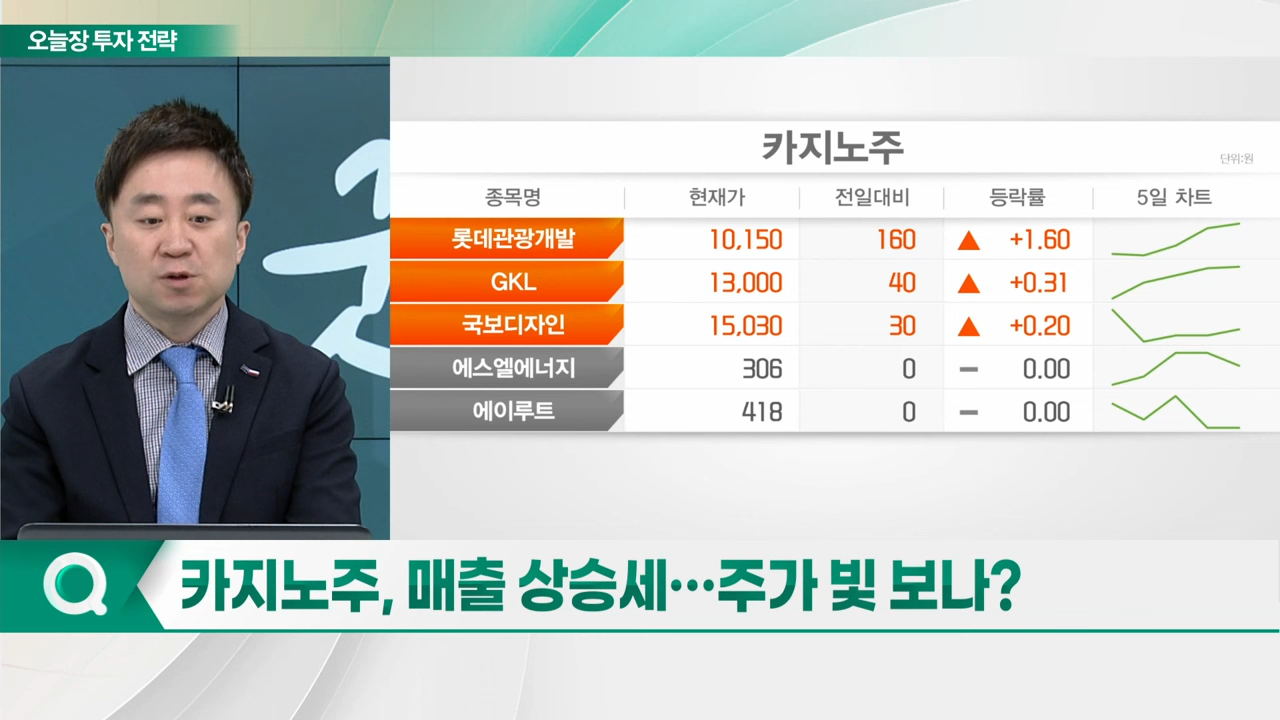 오늘장 투자 전략
카지노주
단위:원
종목명 현재가 전일대비 등락률 5일 차트
롯데관광개발 10,150 160 ▲ +1.60
GKL 13,000 40 ▲ +0.31
국보디자인 15,030 30 ▲ +0.20
에스엘에너지 306 0 – 0.00
에이루트 418 0 – 0.00
카지노주, 매출 상승세…주가 빛 보나?